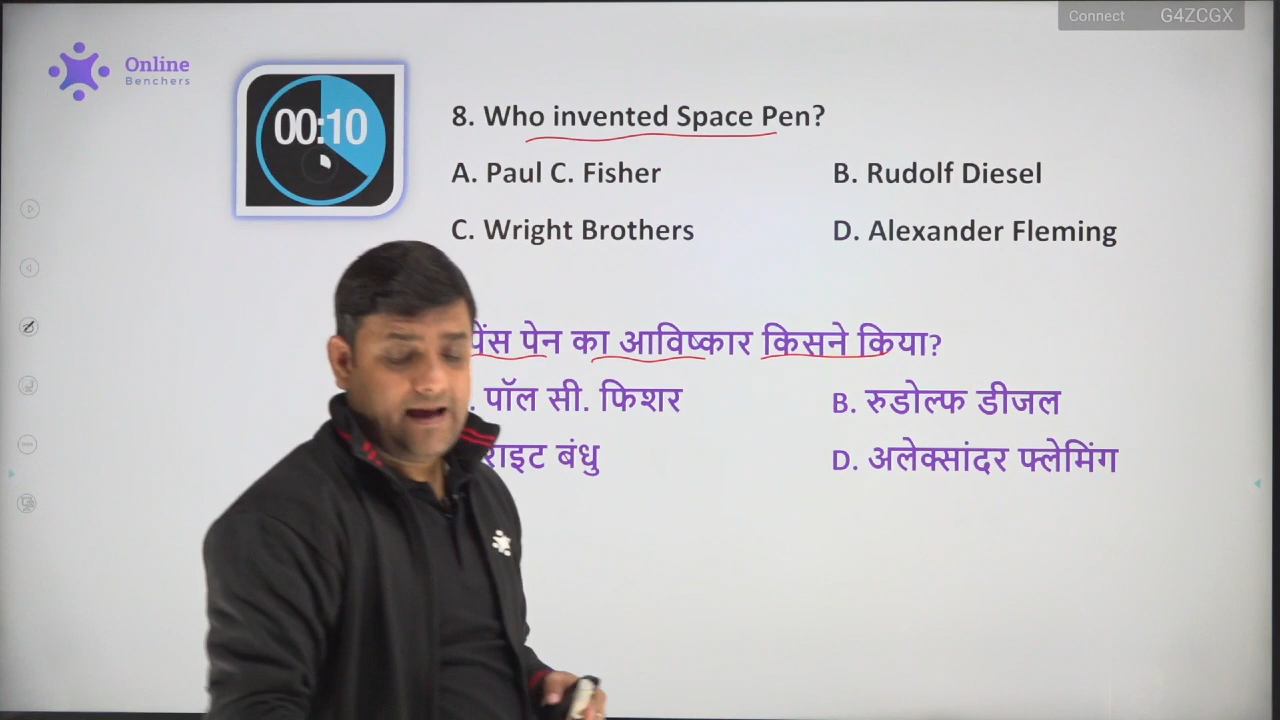 Connect G4ZCGX
Online
Benchers
00:10
8. Who invented Space Pen?
A. Paul C. Fisher B. Rudolf Diesel
C. Wright Brothers D. Alexander Fleming
पेन का आविष्कार किसने किया?
पॉल सी. फिशर B. रुडोल्फ डीजल
राइट बंधु D. अलेक्सांदर फ्लेमिंग